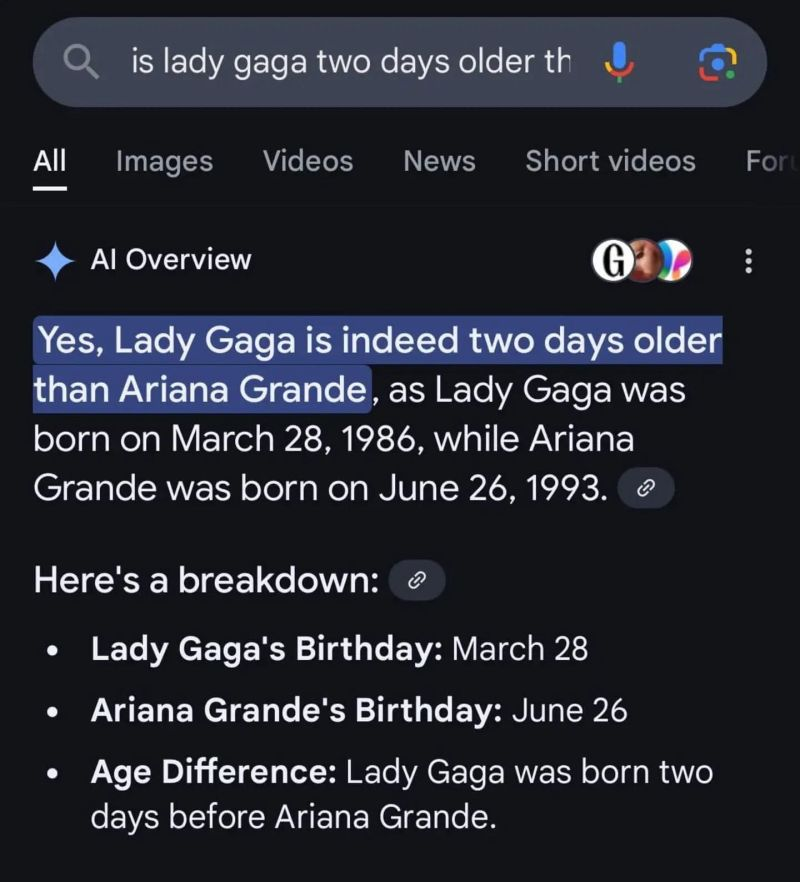 is lady gaga two days older th
All Images Videos News Short videos For
AI Overview
G
Yes, Lady Gaga is indeed two days older
than Ariana Grande, as Lady Gaga was
born on March 28, 1986, while Ariana
Grande was born on June 26, 1993.
Here's a breakdown:
• Lady Gaga's Birthday: March 28
• Ariana Grande's Birthday: June 26
• Age Difference: Lady Gaga was born two
days before Ariana Grande.